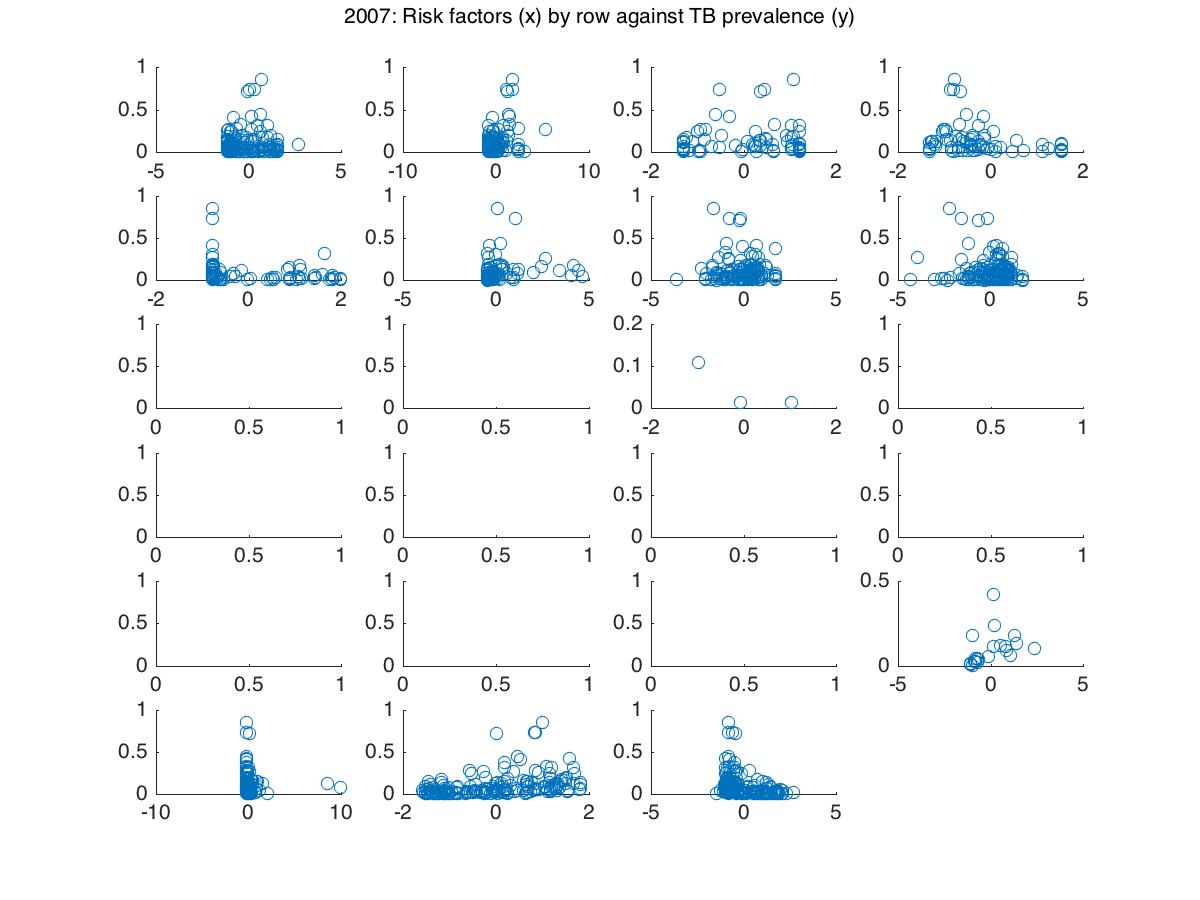 2007: Risk factors (x) by row against TB prevalence (y)
1 1 1 1
0.5 0.5 0.5 0.5
0 0 0 0
-5 0 5 -10 0 10 -2 0 2 -2 0 2
1 1 1 1
0.5 0.5 0.5 0.5
0 0 0 0
-2 0 2 -5 0 5 -5 0 5 -5 0 5
1 1 0.2 1
0.5 0.5 0.1 0.5
0 0 0 0
0 0.5 1 0 0.5 1 -2 0 2 0 0.5 1
1 1 1 1
0.5 0.5 0.5 0.5
0 0 0 0
0 0.5 1 0 0.5 1 0 0.5 1 0 0.5 1
1 1 1 0.5
0.5 0.5 0.5
0 0 0 0
0 0.5 1 0 0.5 1 0 0.5 1 -5 0 5
1 1 1
0.5 0.5 0.5
0 0 0
-10 0 10 -2 0 2 -5 0 5